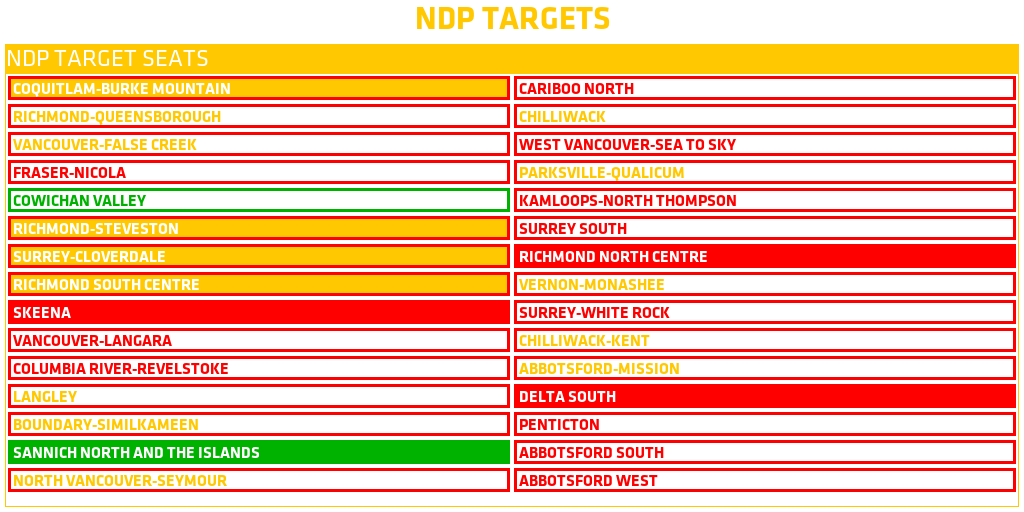 NDP TARGETS
NDP TARGET SEATS
COQUITLAM-BURKE MOUNTAIN
RICHMOND-QUEENSBOROUGH
VANCOUVER-FALSE CREEK
FRASER-NICOLA
COWICHAN VALLEY
RICHMOND-STEVESTON
SURREY-CLOVERDALE
RICHMOND SOUTH CENTRE
SKEENA
VANCOUVER-LANGARA
COLUMBIA RIVER-REVELSTOKE
LANGLEY
BOUNDARY-SIMILKAMEEN
SANNICH NORTH AND THE ISLANDS
NORTH VANCOUVER-SEYMOUR
CARIBOO NORTH
CHILLIWACK
WEST VANCOUVER-SEA TO SKY
PARKSVILLE-QUALICUM
KAMLOOPS-NORTH THOMPSON
SURREY SOUTH
RICHMOND NORTH CENTRE
VERNON-MONASHEE
SURREY-WHITE ROCK
CHILLIWACK-KENT
ABBOTSFORD-MISSION
DELTA SOUTH
PENTICTON
ABBOTSFORD SOUTH
ABBOTSFORD WEST